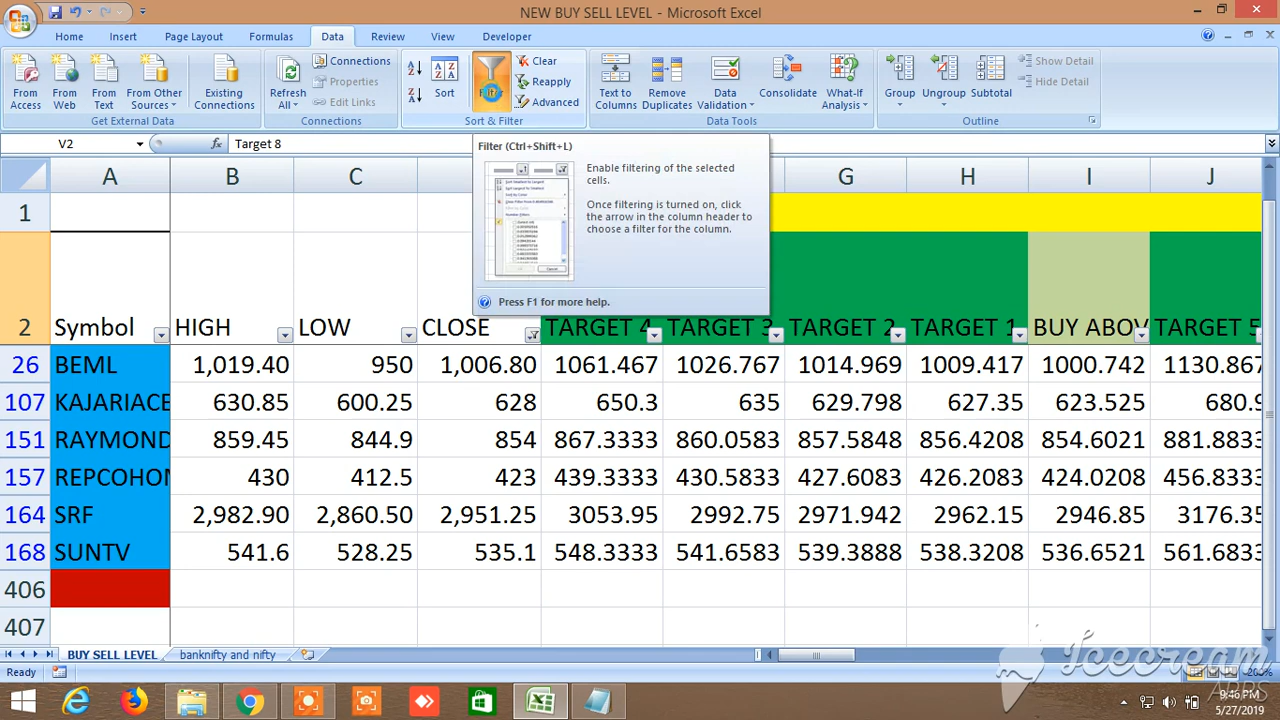 NEW BUY SELL LEVEL - Microsoft Excel
Home Insert Page Layout Formulas Data Review View Developer
From Access
From Web
From Text
From Other Sources
Existing Connections
Get External Data
Refresh All
Connections
Properties
Edit Links
Connections
Sort
Filter
Clear
Reapply
Advanced
Sort & Filter
Text to Columns
Remove Duplicates
Data Validation
Consolidate
What-If Analysis
Data Tools
Group
Ungroup
Subtotal
Show Detail
Hide Detail
Outline
V2 fx Target 8
Filter (Ctrl+Shift+L)
Enable filtering of the selected cells.
Once filtering is turned on, click the arrow in the column header to choose a filter for the column.
Press F1 for more help.
A B C G H I J
1
2 Symbol HIGH LOW CLOSE TARGET 4 TARGET 3 TARGET 2 TARGET 1 BUY ABOV TARGET 5
26 BEML 1,019.40 950 1,006.80 1061.467 1026.767 1014.969 1009.417 1000.742 1130.867
107 KAJARIACE 630.85 600.25 628 650.3 635 629.798 627.35 623.525 680.9
151 RAYMOND 859.45 844.9 854 867.3333 860.0583 857.5848 856.4208 854.6021 881.8833
157 REPCOHON 430 412.5 423 439.3333 430.5833 427.6083 426.2083 424.0208 456.8333
164 SRF 2,982.90 2,860.50 2,951.25 3053.95 2992.75 2971.942 2962.15 2946.85 3176.35
168 SUNTV 541.6 528.25 535.1 548.3333 541.6583 539.3888 538.3208 536.6521 561.6833
406
407
BUY SELL LEVEL banknifty and nifty
Ready 200%
Icecream
APPS
9:46 PM
5/27/2019